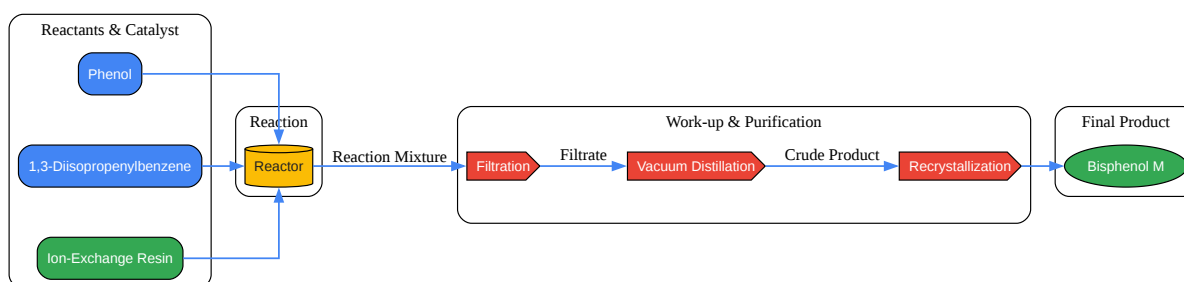 Reactants & Catalyst
Phenol
1,3-Diisopropenylbenzene
Ion-Exchange Resin
Reaction
Reactor
Reaction Mixture
Work-up & Purification
Filtration
Filtrate
Vacuum Distillation
Crude Product
Recrystallization
Final Product
Bisphenol M